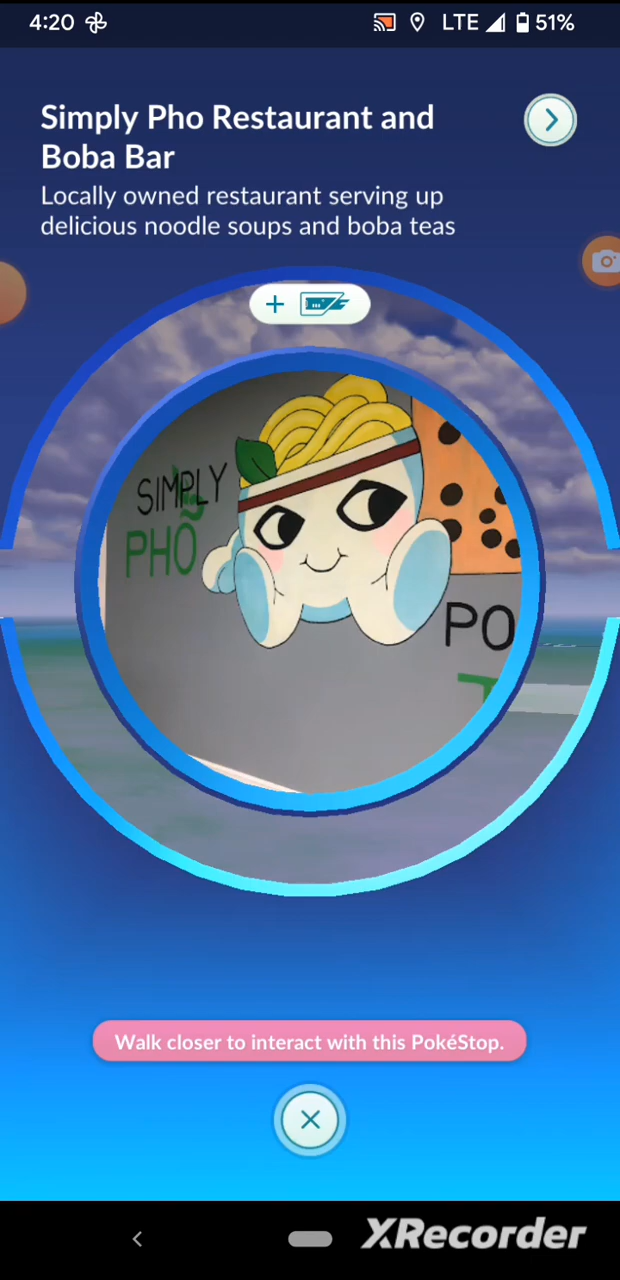 4:20
LTE 51%
Simply Pho Restaurant and
Boba Bar
Locally owned restaurant serving up
delicious noodle soups and boba teas
SIMPLY
PHO
PO
Walk closer to interact with this PokéStop.
XRecorder